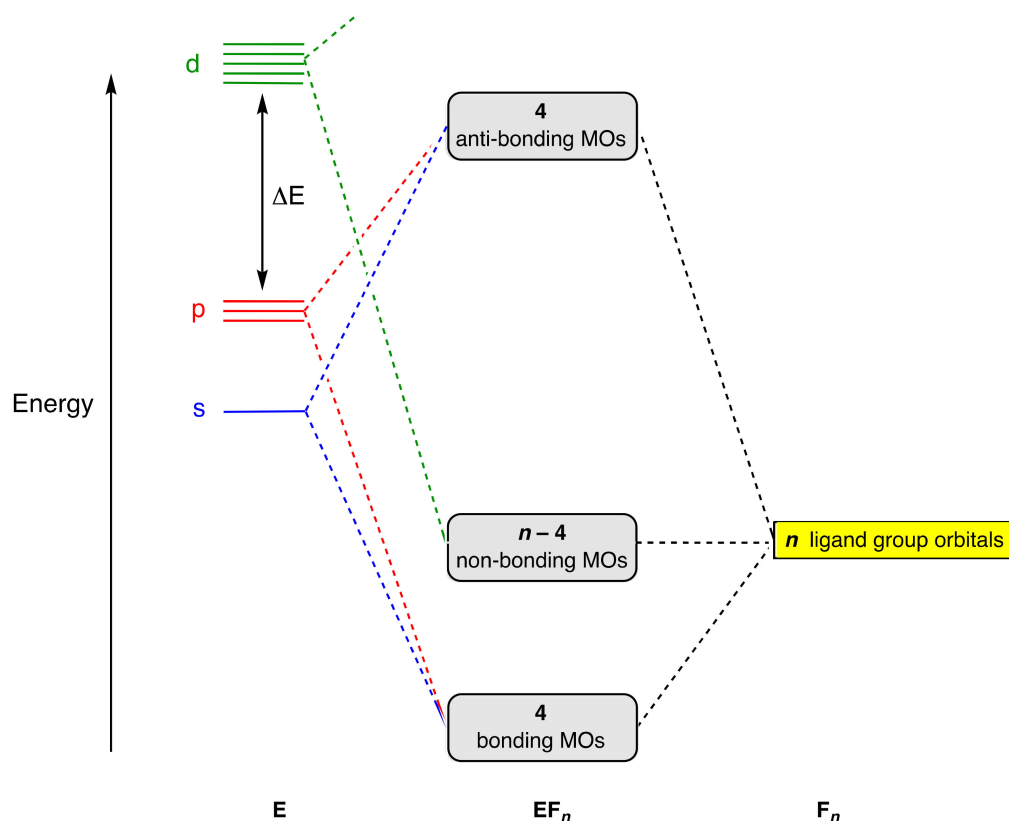 d
4
anti-bonding MOs
ΔE
p
Energy
s
n – 4
non-bonding MOs
n ligand group orbitals
4
bonding MOs
E
EFn
Fn